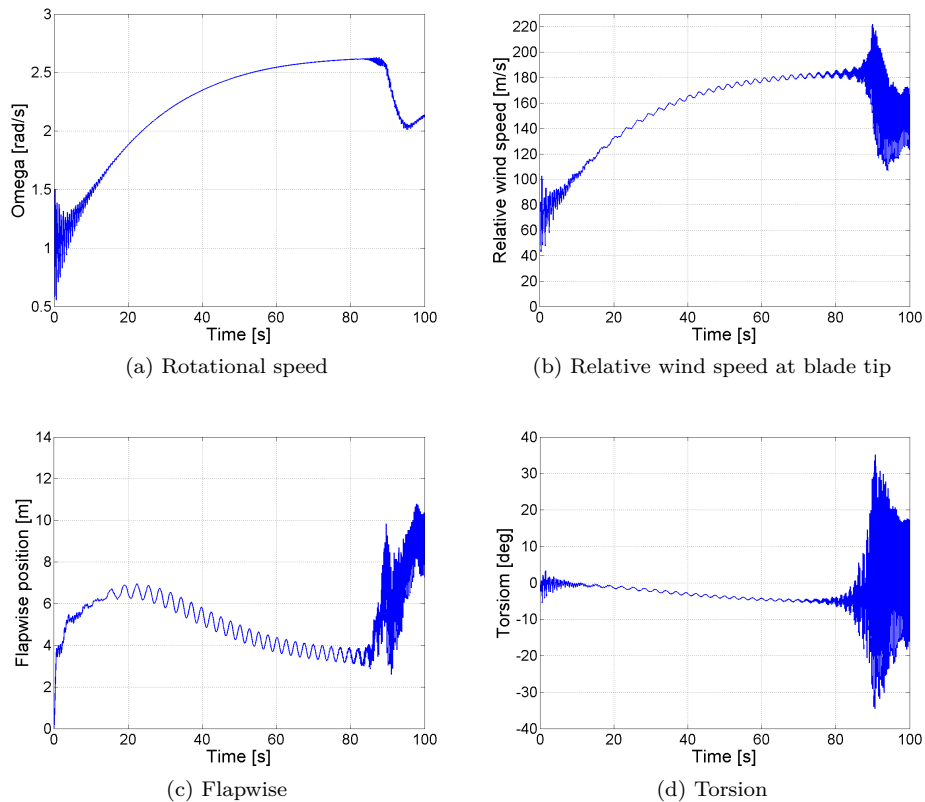 3
2.5
2
1.5
1
0.5
Omega [rad/s]
0 20 40 60 80 100
Time [s]
(a) Rotational speed
220
200
180
160
140
120
100
80
60
40
20
0
Relative wind speed [m/s]
0 20 40 60 80 100
Time [s]
(b) Relative wind speed at blade tip
14
12
10
8
6
4
2
0
Flapwise position [m]
0 20 40 60 80 100
Time [s]
(c) Flapwise
40
30
20
10
0
-10
-20
-30
-40
Torsiom [deg]
0 20 40 60 80 100
Time [s]
(d) Torsion